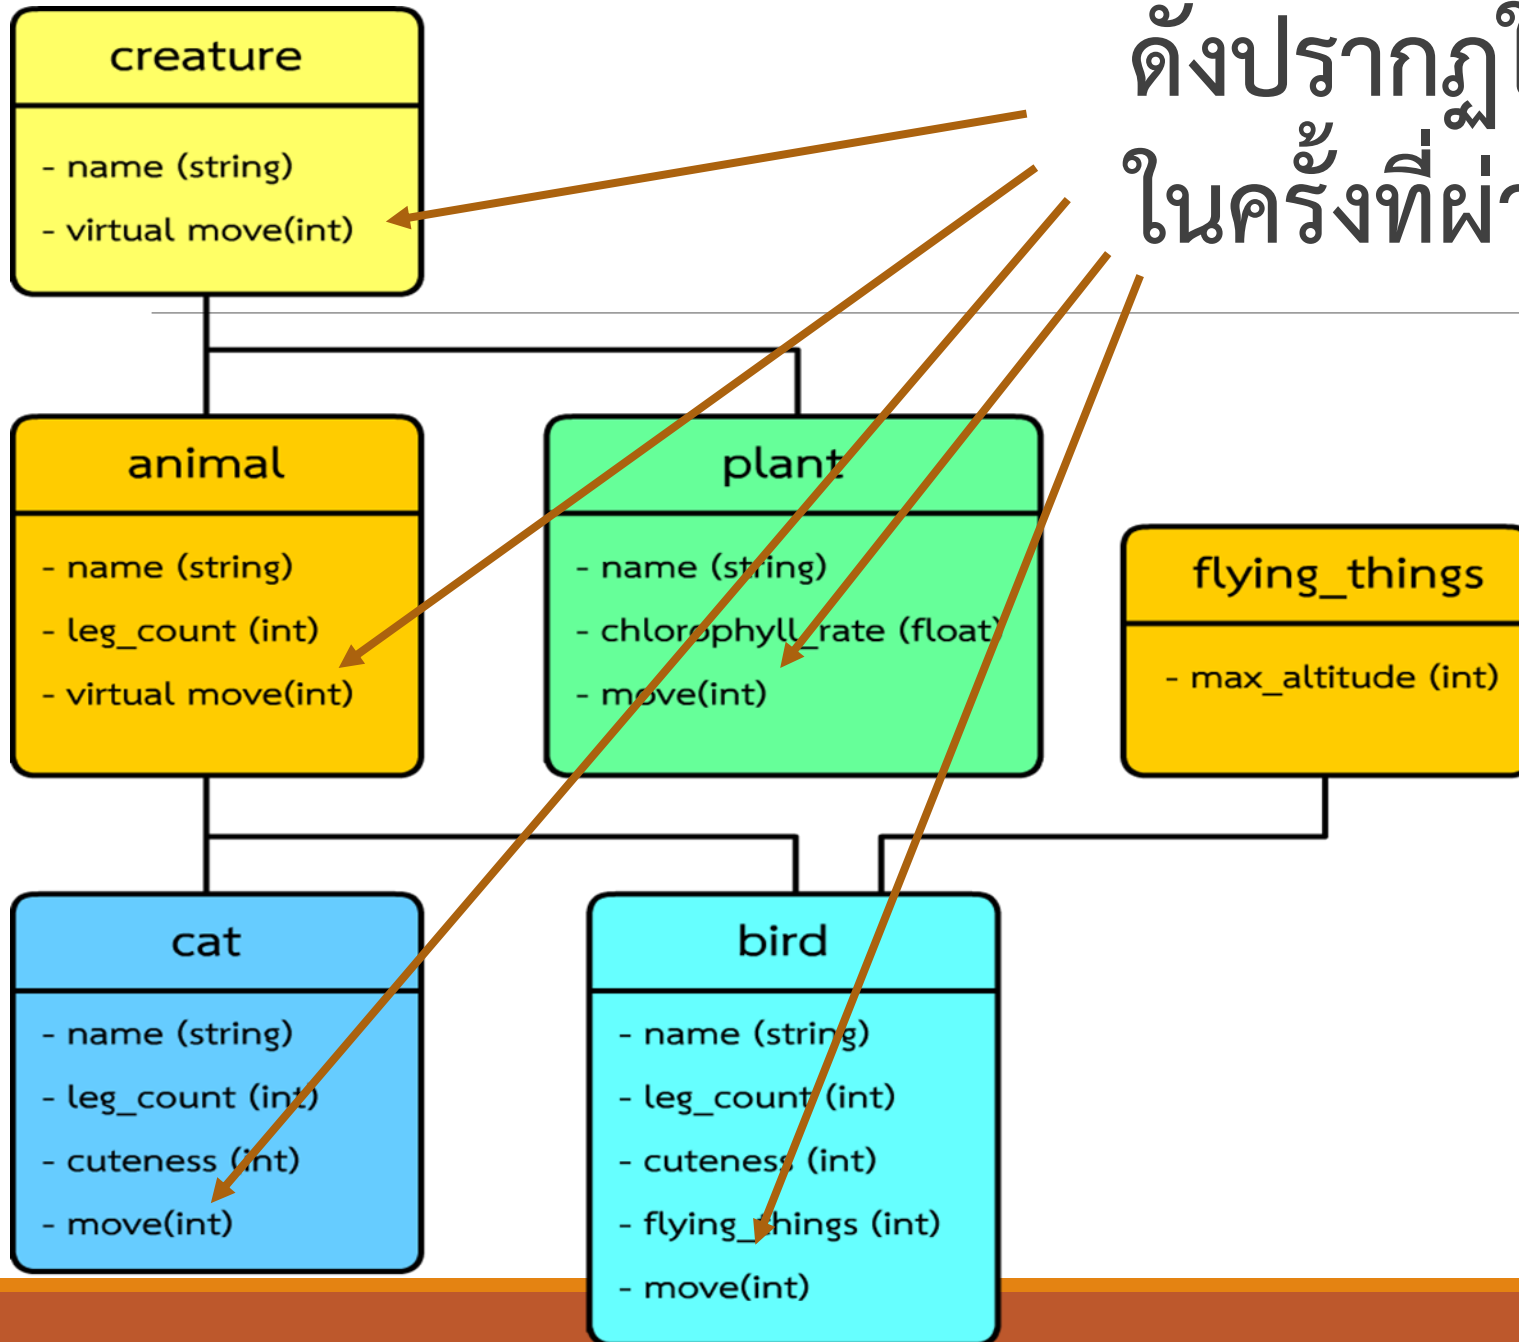 ดังปรากฏใ
ในครั้งที่ผ่า
creature
- name (string)
- virtual move(int)
animal
- name (string)
- leg_count (int)
- virtual move(int)
plant
- name (string)
- chlorophyll_rate (float)
- move(int)
flying_things
- max_altitude (int)
cat
- name (string)
- leg_count (int)
- cuteness (int)
- move(int)
bird
- name (string)
- leg_count (int)
- cuteness (int)
- flying_things (int)
- move(int)